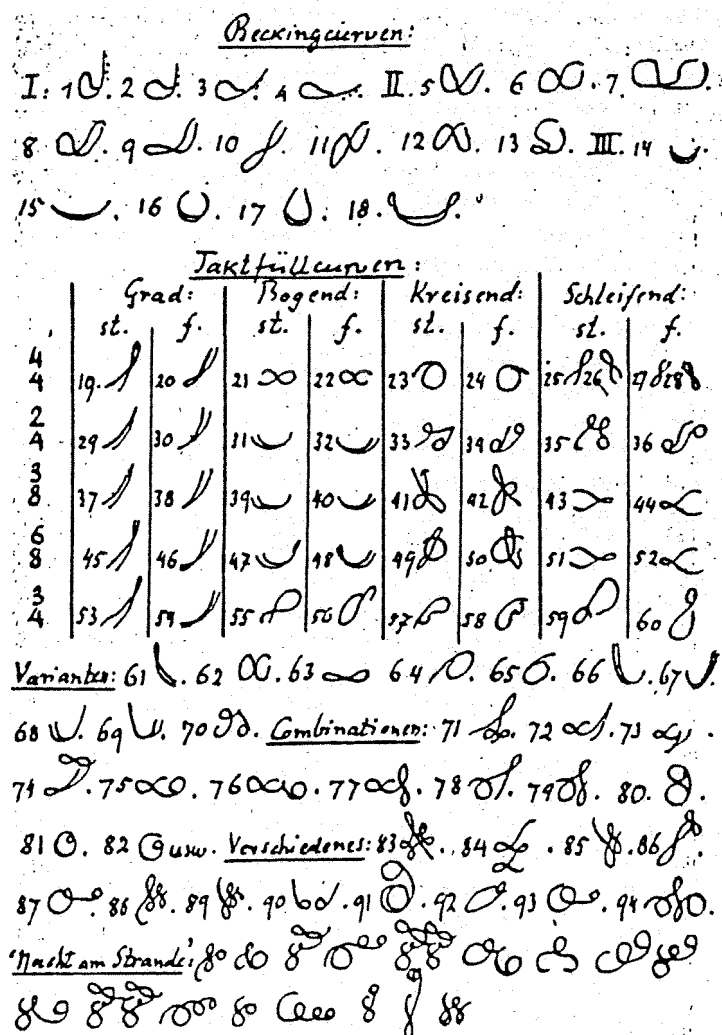 Beckingcurven:
I: 1 . 2 . 3 . 4 . II. 5 . 6 . 7 .
8 . 9 . 10 . 11 . 12 . 13 . III. 14 .
15 . 16 . 17 . 18 .
Taktfüllcurven:
Grad: Bogend: Kreisend: Schleifend:
st. f. st. f. st. f. st. f.
4/4 19. 20 21 22 23 24 25 26 27 28
2/4 29 30 31 32 33 34 35 36
3/8 37 38 39 40 41 42 43 44
6/8 45 46 47 48 49 50 51 52
3/4 53 54 55 56 57 58 59 60
Varianten: 61 . 62 . 63 . 64 . 65 . 66 . 67 .
68 . 69 . 70 . Combinationen: 71 . 72 . 73 .
74 . 75 . 76 . 77 . 78 . 79 . 80 .
81 . 82 usw. Verschiedenes: 83 . 84 . 85 . 86 .
87 . 88 . 89 . 90 . 91 . 92 . 93 . 94 .
"Nacht am Strande":